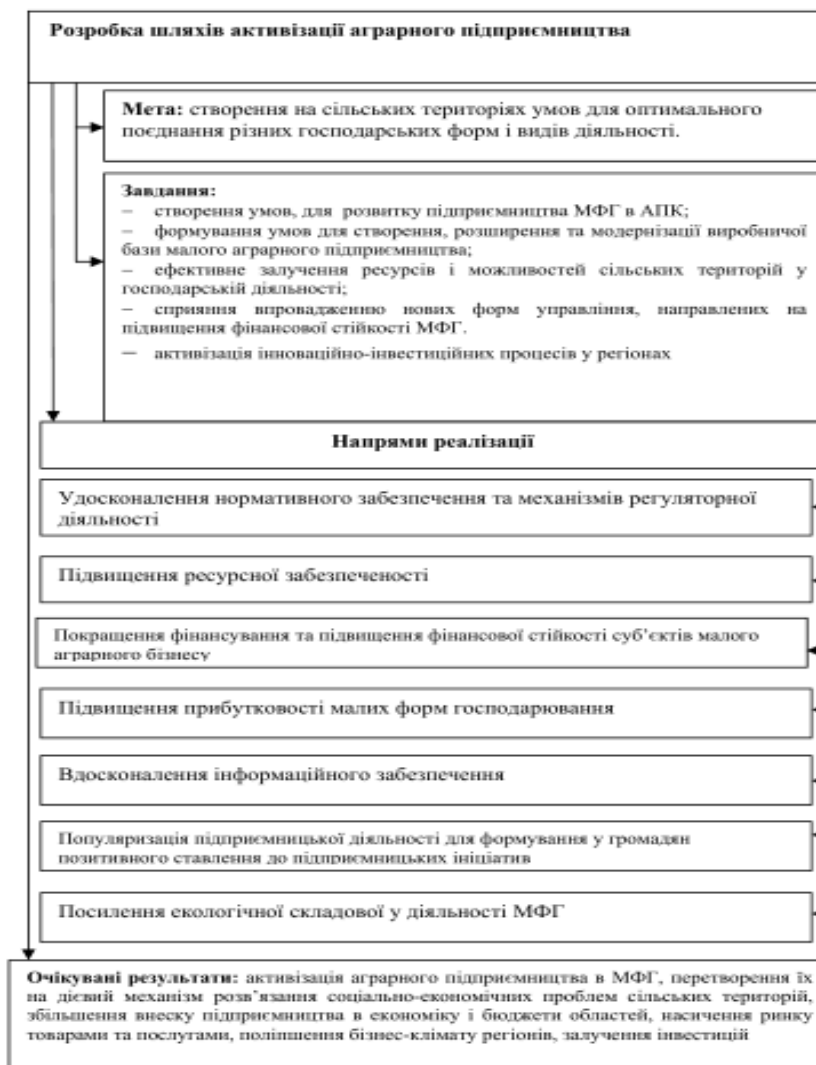 Розробка шляхів активізації аграрного підприємництва
Мета: створення на сільських територіях умов для оптимального
поєднання різних господарських форм і видів діяльності.
Завдання:
– створення умов, для розвитку підприємництва МФГ в АПК;
– формування умов для створення, розширення та модернізації виробничої
бази малого аграрного підприємництва;
– ефективне залучення ресурсів і можливостей сільських територій у
господарській діяльності;
– сприяння впровадженню нових форм управління, направлених на
підвищення фінансової стійкості МФГ.
– активізація інноваційно-інвестиційних процесів у регіонах
Напрями реалізації
Удосконалення нормативного забезпечення та механізмів регуляторної
діяльності
Підвищення ресурсної забезпеченості
Покращення фінансування та підвищення фінансової стійкості суб’єктів малого
аграрного бізнесу
Підвищення прибутковості малих форм господарювання
Вдосконалення інформаційного забезпечення
Популяризація підприємницької діяльності для формування у громадян
позитивного ставлення до підприємницьких ініціатив
Посилення екологічної складової у діяльності МФГ
Очікувані результати: активізація аграрного підприємництва в МФГ, перетворення їх
на дієвий механізм розв’язання соціально-економічних проблем сільських територій,
збільшення внеску підприємництва в економіку і бюджети областей, насичення ринку
товарами та послугами, поліпшення бізнес-клімату регіонів, залучення інвестицій